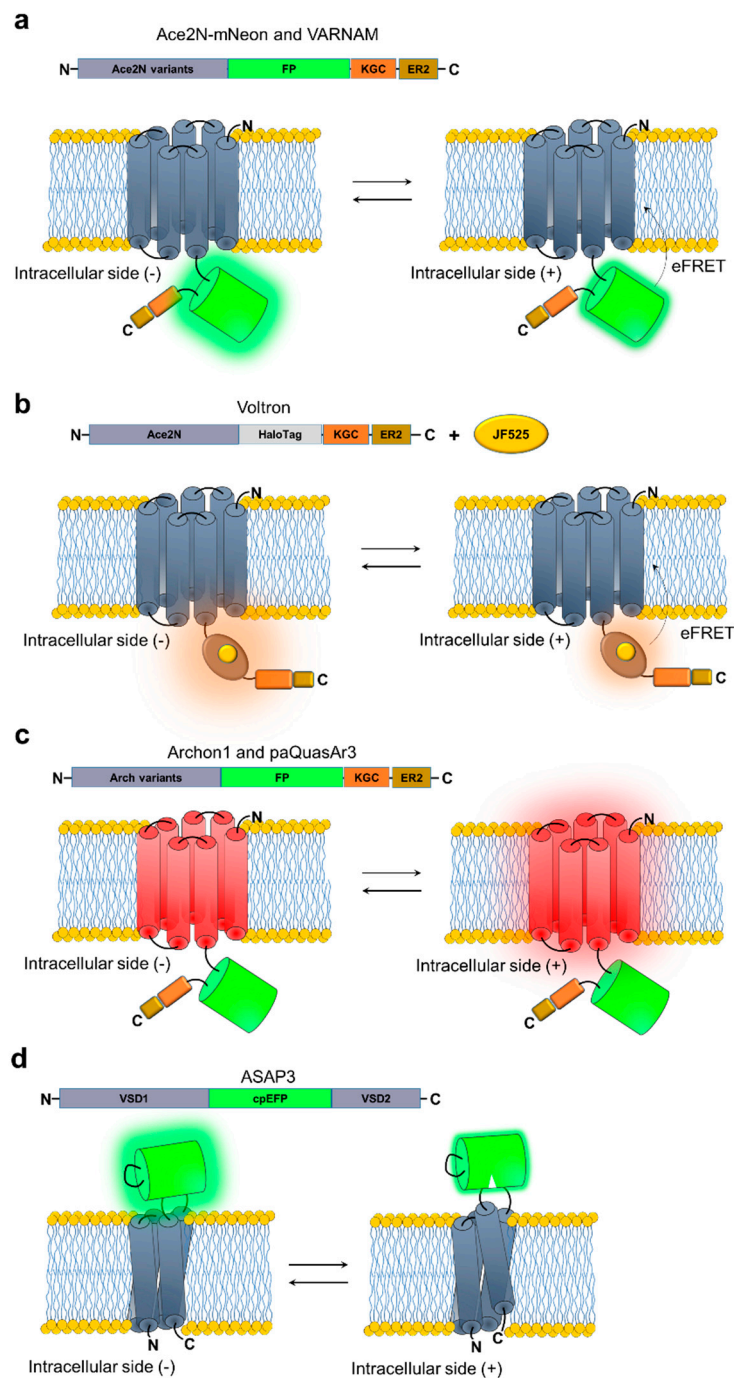 a
Ace2N-mNeon and VARNAM
N- Ace2N variants FP KGC ER2 -C
N N
Intracellular side (-) Intracellular side (+) eFRET
C C
b
Voltron
N- Ace2N HaloTag KGC ER2 C + JF525
N N
Intracellular side (-) Intracellular side (+) eFRET
C C
c
Archon1 and paQuasAr3
N- Arch variants FP KGC ER2 C
N N
Intracellular side (-) Intracellular side (+)
C C
d
ASAP3
N- VSD1 cpEFP VSD2 -C
N C N C
Intracellular side (-) Intracellular side (+)